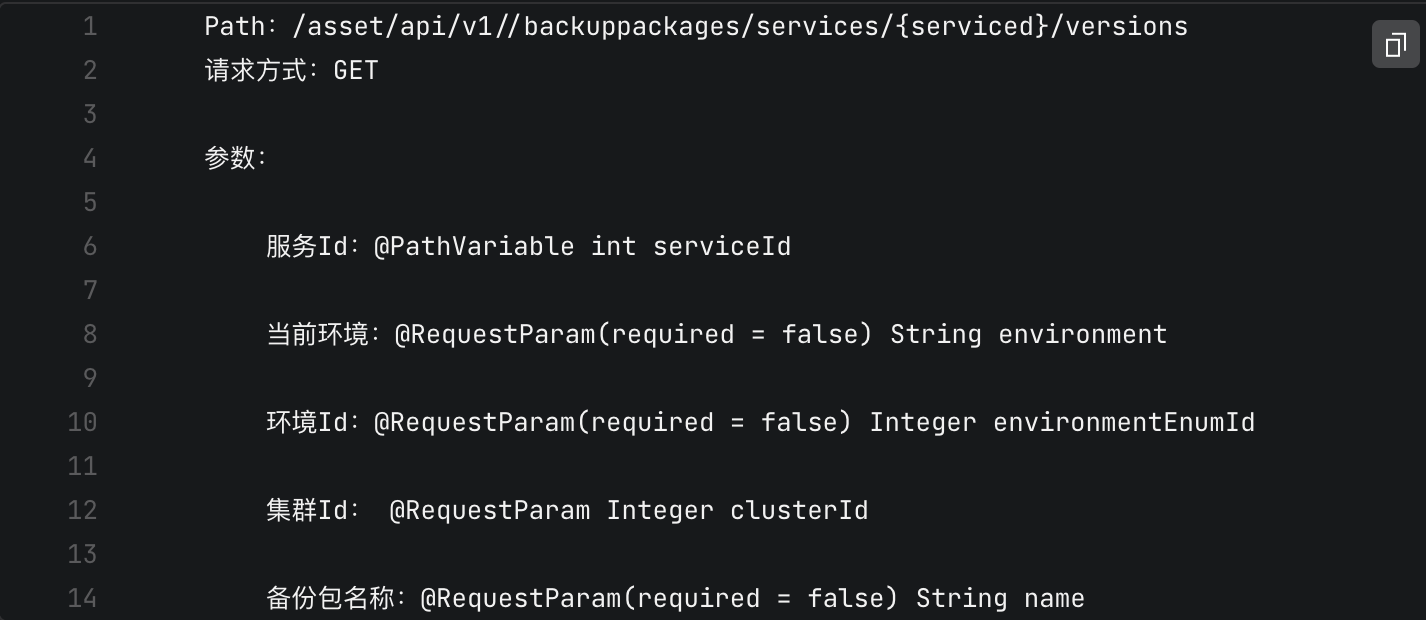 1 Path：/asset/api/v1//backuppackages/services/{serviced}/versions
2 请求方式：GET
3
4 参数：
5
6 服务Id：@PathVariable int serviceId
7
8 当前环境：@RequestParam(required = false) String environment
9
10 环境Id：@RequestParam(required = false) Integer environmentEnumId
11
12 集群Id： @RequestParam Integer clusterId
13
14 备份包名称：@RequestParam(required = false) String name